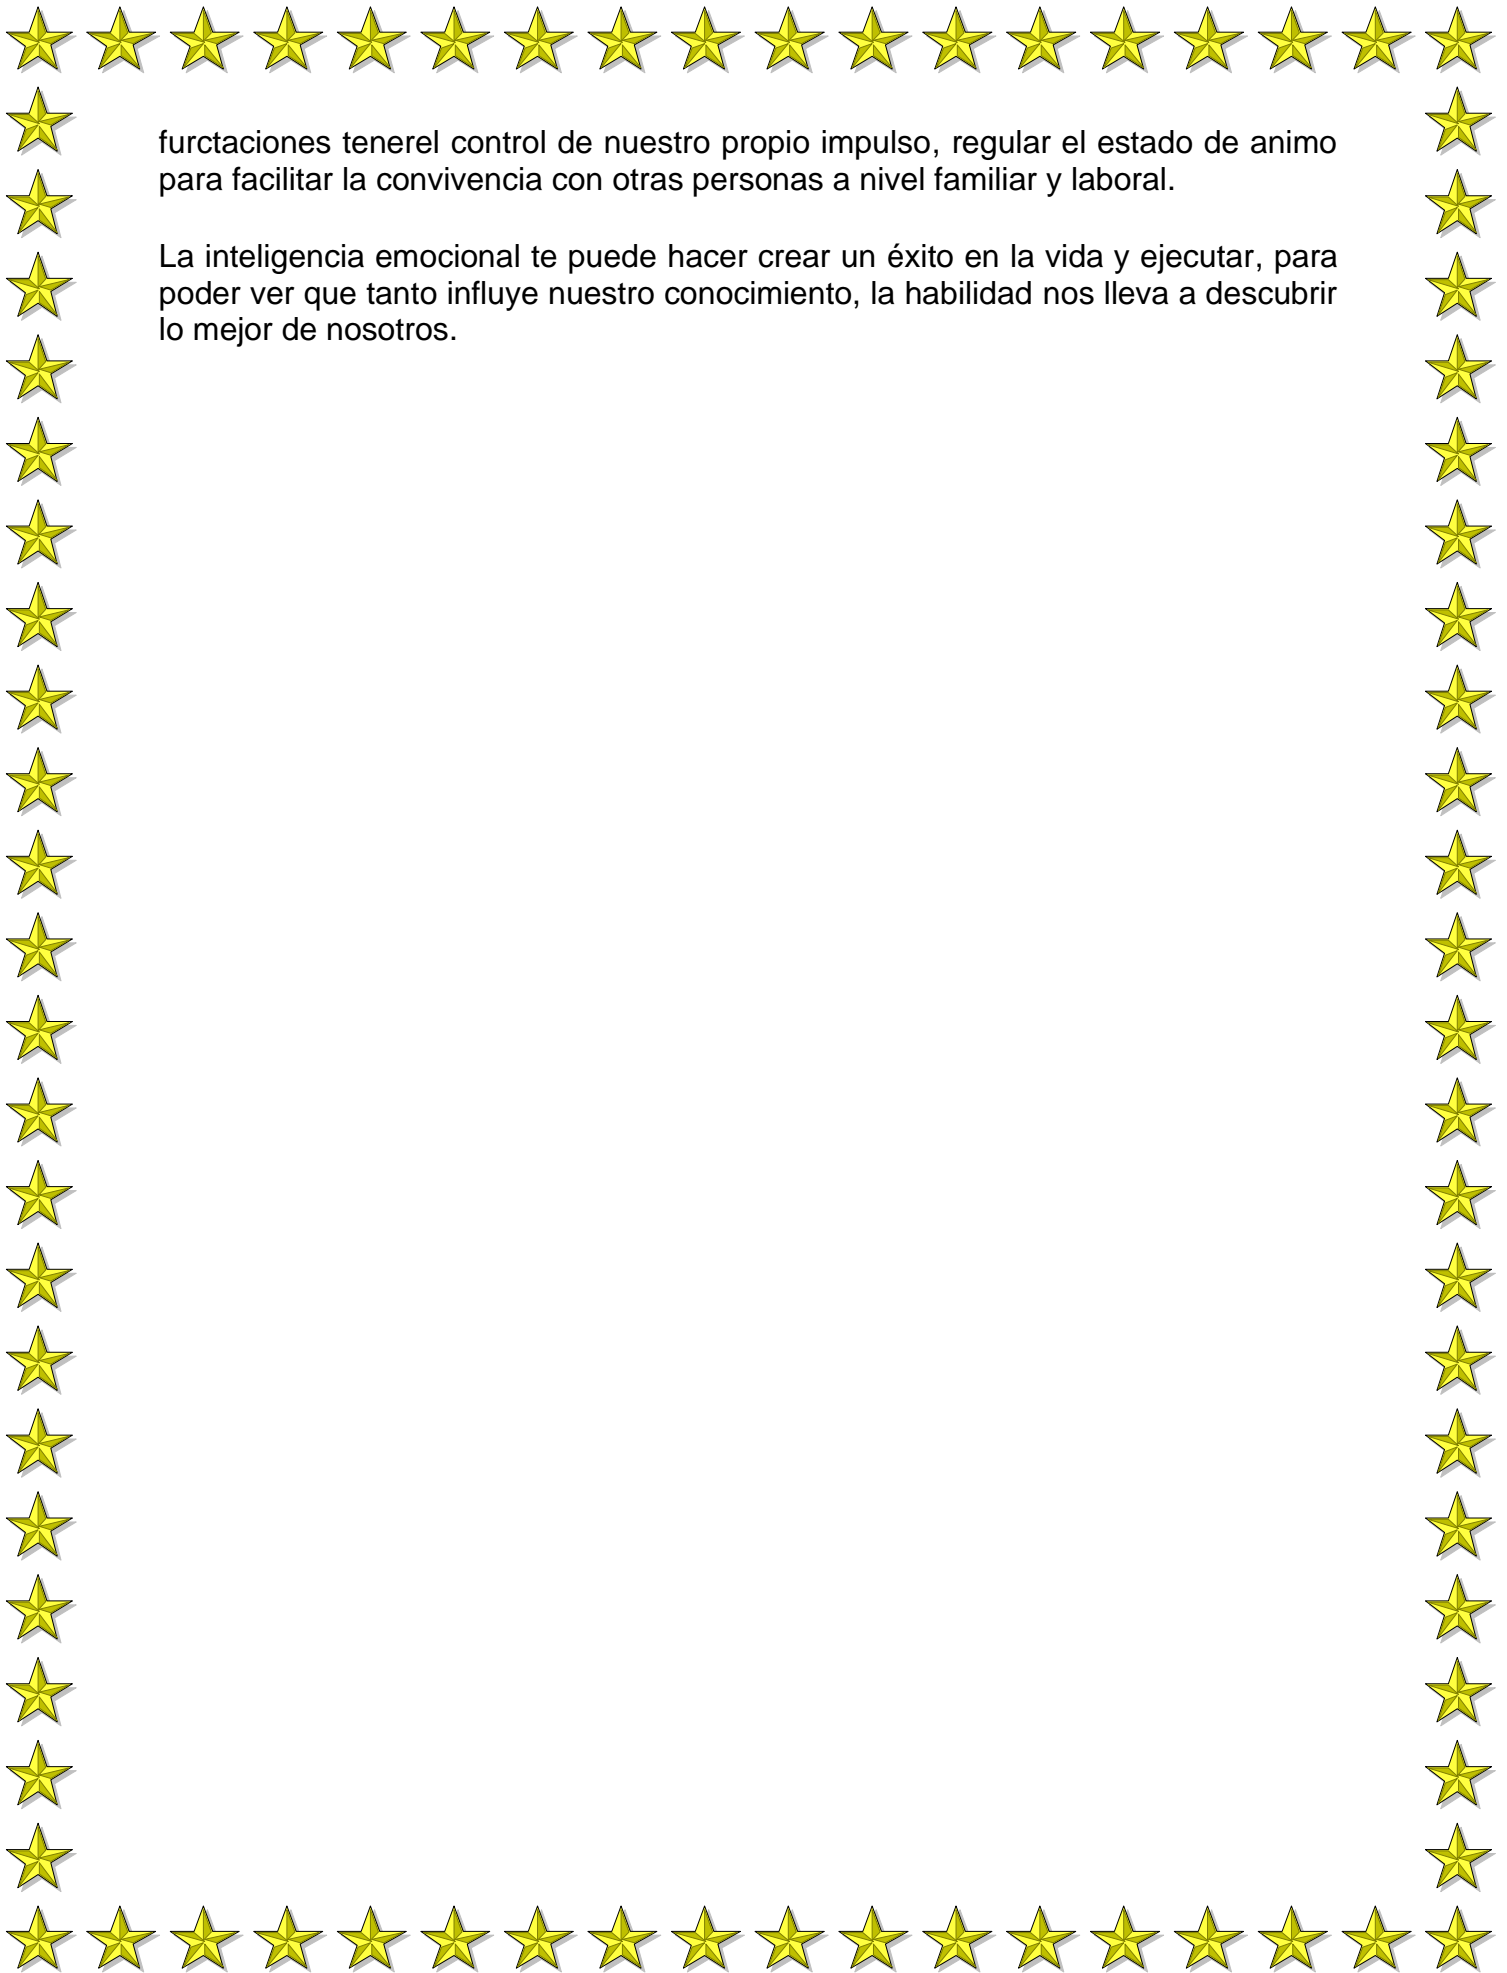 furctaciones tenerel control de nuestro propio impulso, regular el estado de animo
para facilitar la convivencia con otras personas a nivel familiar y laboral.
La inteligencia emocional te puede hacer crear un éxito en la vida y ejecutar, para
poder ver que tanto influye nuestro conocimiento, la habilidad nos lleva a descubrir
lo mejor de nosotros.